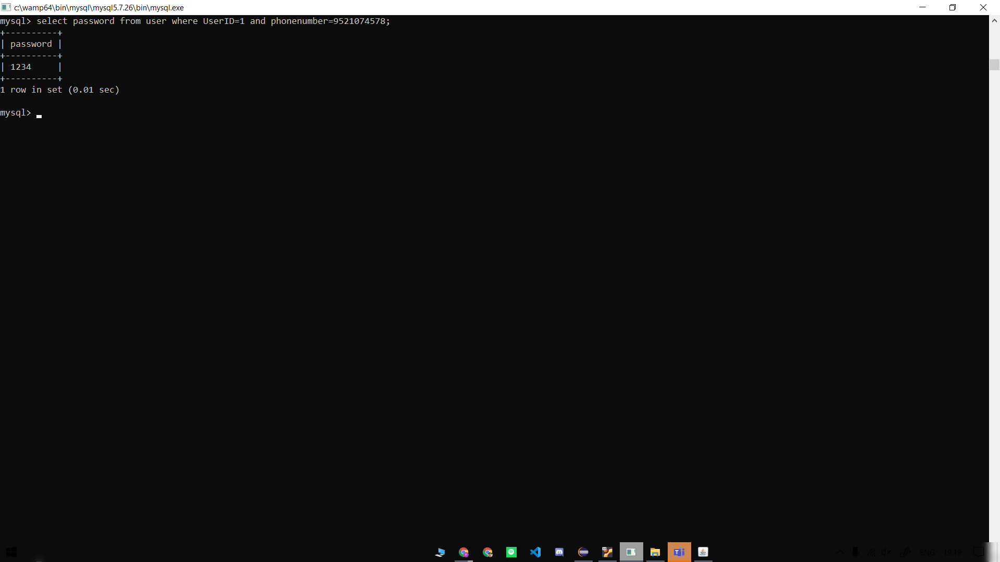 c:\wamp64\bin\mysql\mysql5.7.26\bin\mysql.exe
mysql> select password from user where UserID=1 and phonenumber=9521074578;
+----------+
| password |
+----------+
| 1234     |
+----------+
1 row in set (0.01 sec)
mysql>
ENG 19:19